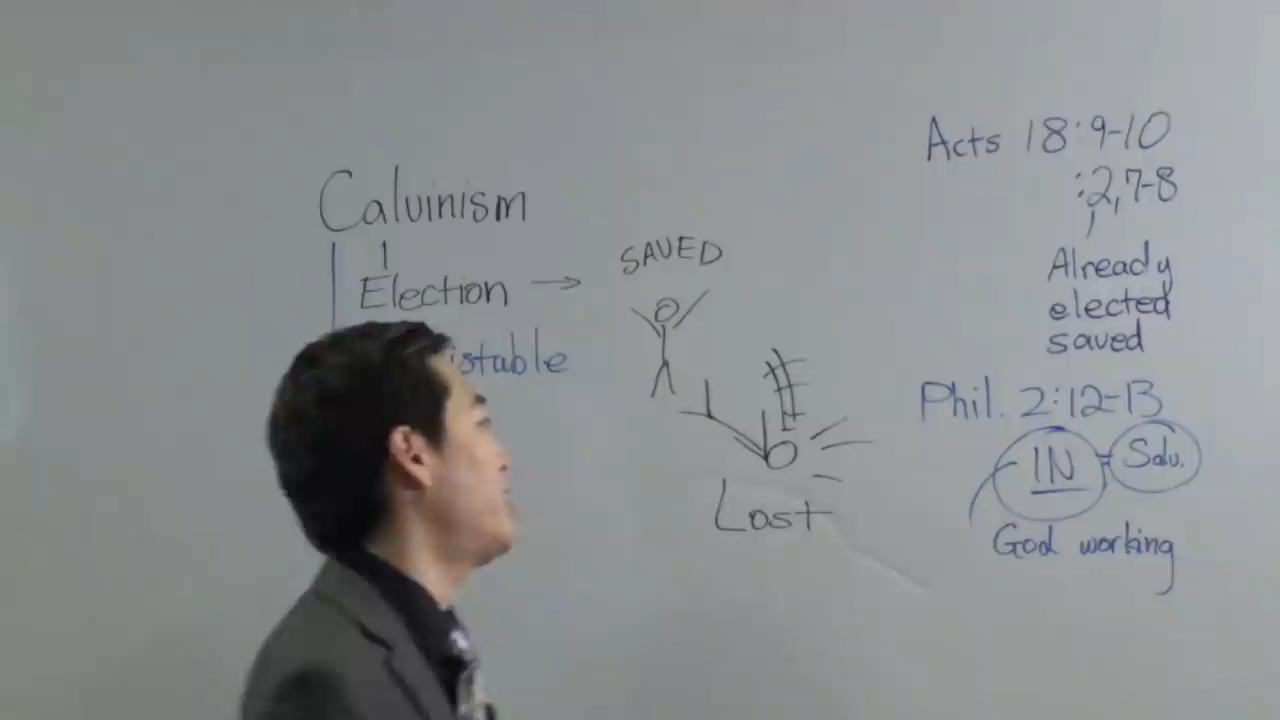 Calvinism
Election →
istable
SAVED
Lost
Acts 18:9-10
:2,7-8
Already
elected
saved
Phil. 2:12-13
IN = Salv.
God working